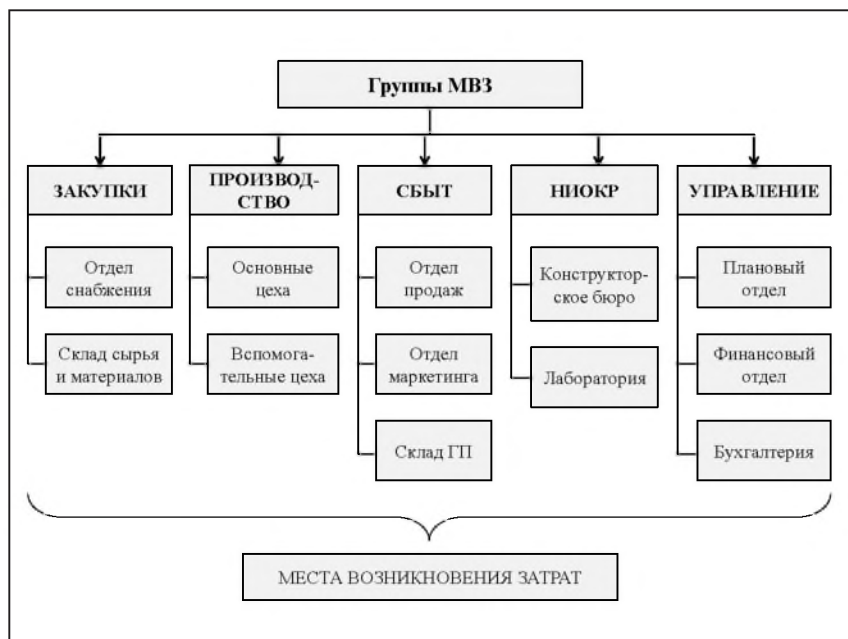 Группы МВЗ
ЗАКУПКИ
ПРОИЗВОД-
СТВО
СБЫТ
НИОКР
УПРАВЛЕНИЕ
Отдел
снабжения
Склад сырья
и материалов
Основные
цеха
Вспомога-
тельные цеха
Отдел
продаж
Отдел
маркетинга
Склад ГП
Конструктор-
ское бюро
Лаборатория
Плановый
отдел
Финансовый
отдел
Бухгалтерия
МЕСТА ВОЗНИКНОВЕНИЯ ЗАТРАТ